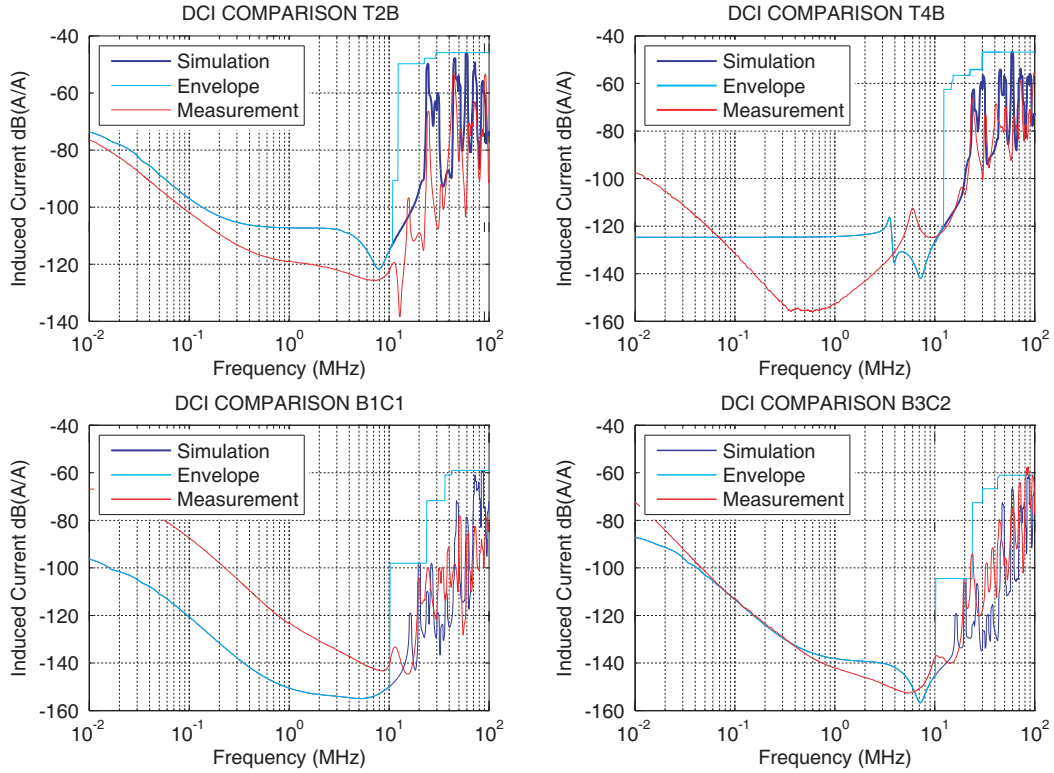 DCI COMPARISON T2B
-40
-60
-80
-100
-120
-140
Induced Current dB(A/A)
Simulation
Envelope
Measurement
10^-2 10^-1 10^0 10^1 10^2
Frequency (MHz)
DCI COMPARISON T4B
-40
-60
-80
-100
-120
-140
-160
Induced Current dB(A/A)
Simulation
Envelope
Measurement
10^-2 10^-1 10^0 10^1 10^2
Frequency (MHz)
DCI COMPARISON B1C1
-40
-60
-80
-100
-120
-140
-160
Induced Current dB(A/A)
Simulation
Envelope
Measurement
10^-2 10^-1 10^0 10^1 10^2
Frequency (MHz)
DCI COMPARISON B3C2
-40
-60
-80
-100
-120
-140
-160
Induced Current dB(A/A)
Simulation
Envelope
Measurement
10^-2 10^-1 10^0 10^1 10^2
Frequency (MHz)